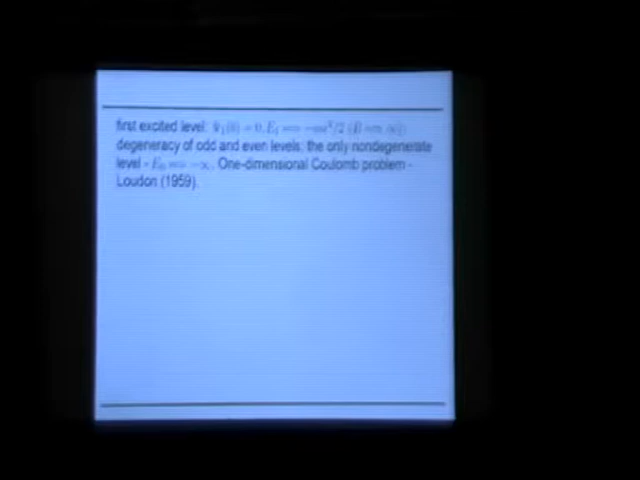 first excited level: Ψ₁(0) = 0, E₁ = −me⁴/2 (B ⇒ ∞)
degeneracy of odd and even levels; the only nondegenerate
level - E₀ ⇒ −∞. One-dimensional Coulomb problem -
Loudon (1959).